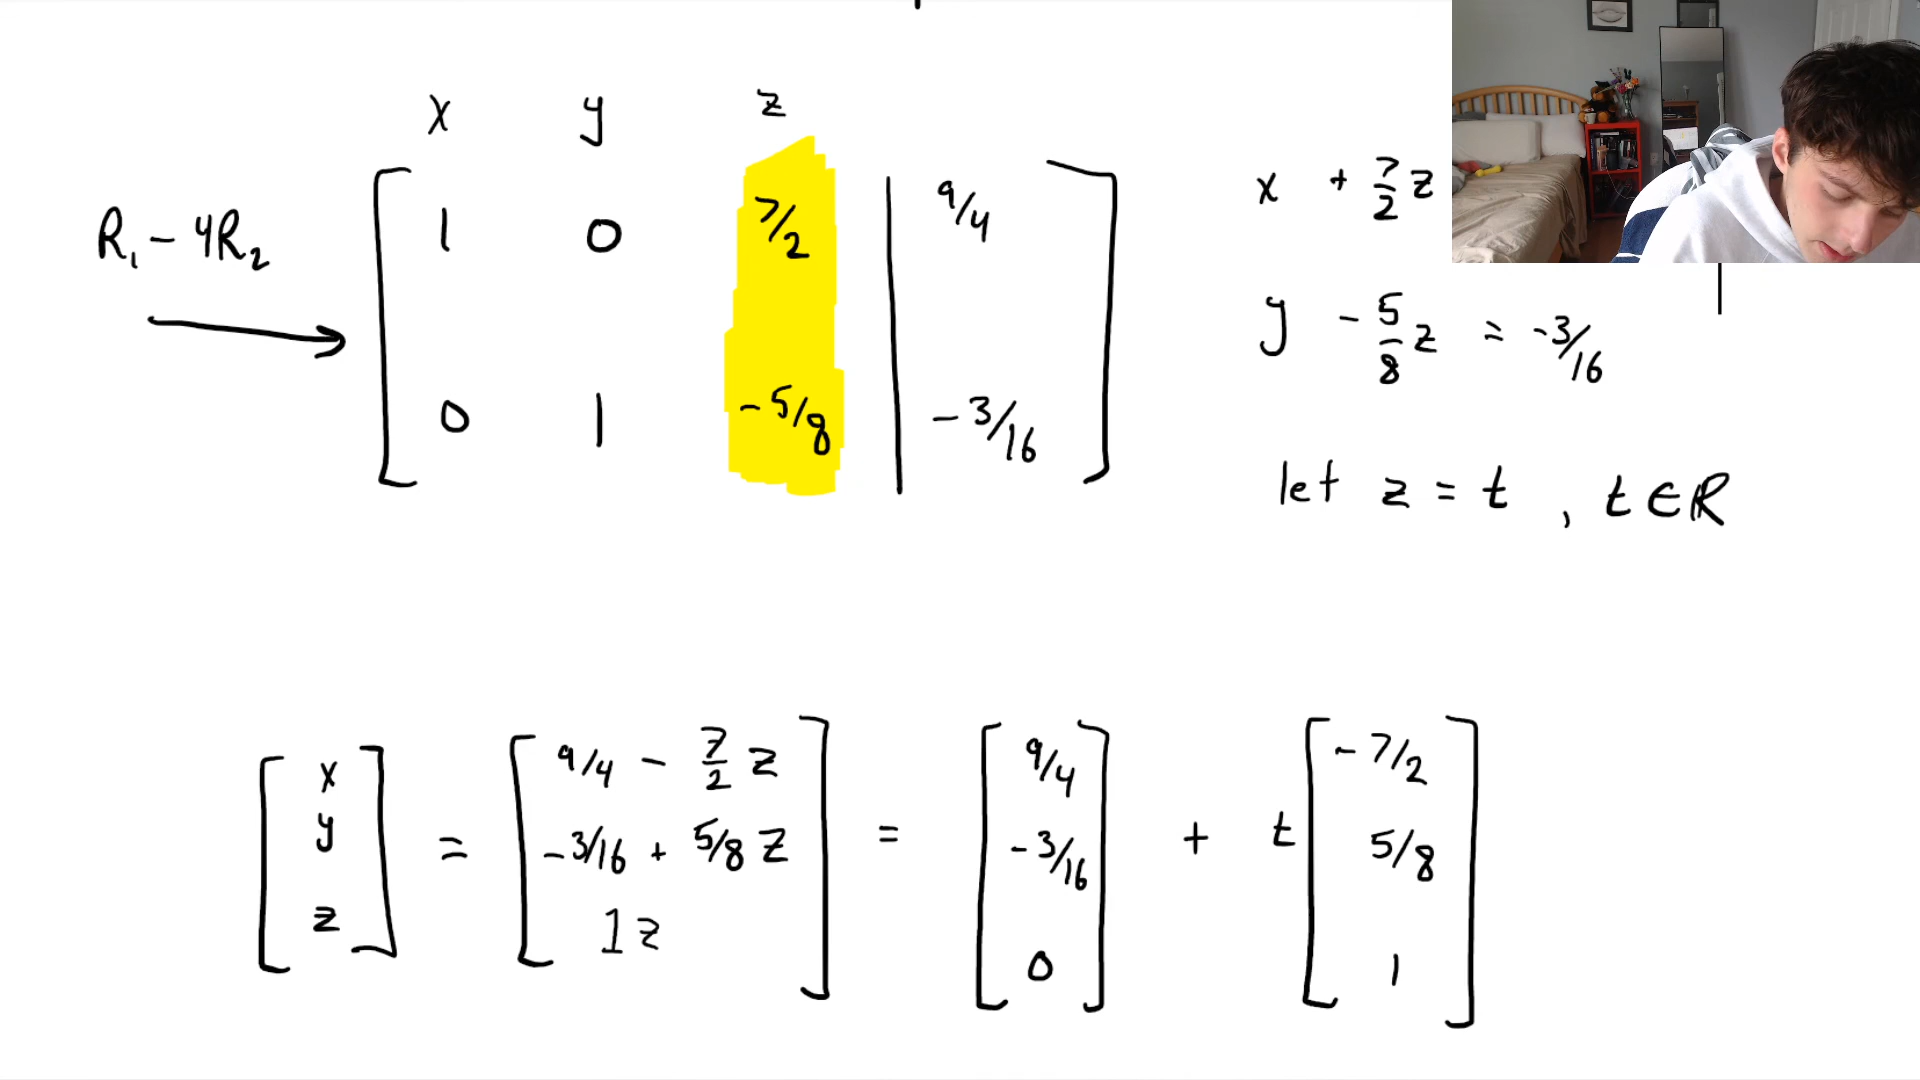 x y z
R₁ - 4R₂ → [ 1 0 7/2 | 9/4 ]
[ 0 1 -5/8 | -3/16 ]
x + 7/2 z
y - 5/8 z = -3/16
let z = t , t ∈ ℝ
[ x ] = [ 9/4 - 7/2 z ] = [ 9/4 ] + t [ -7/2 ]
[ y ] [ -3/16 + 5/8 z ] [ -3/16 ] [ 5/8 ]
[ z ] [ 1z ] [ 0 ] [ 1 ]